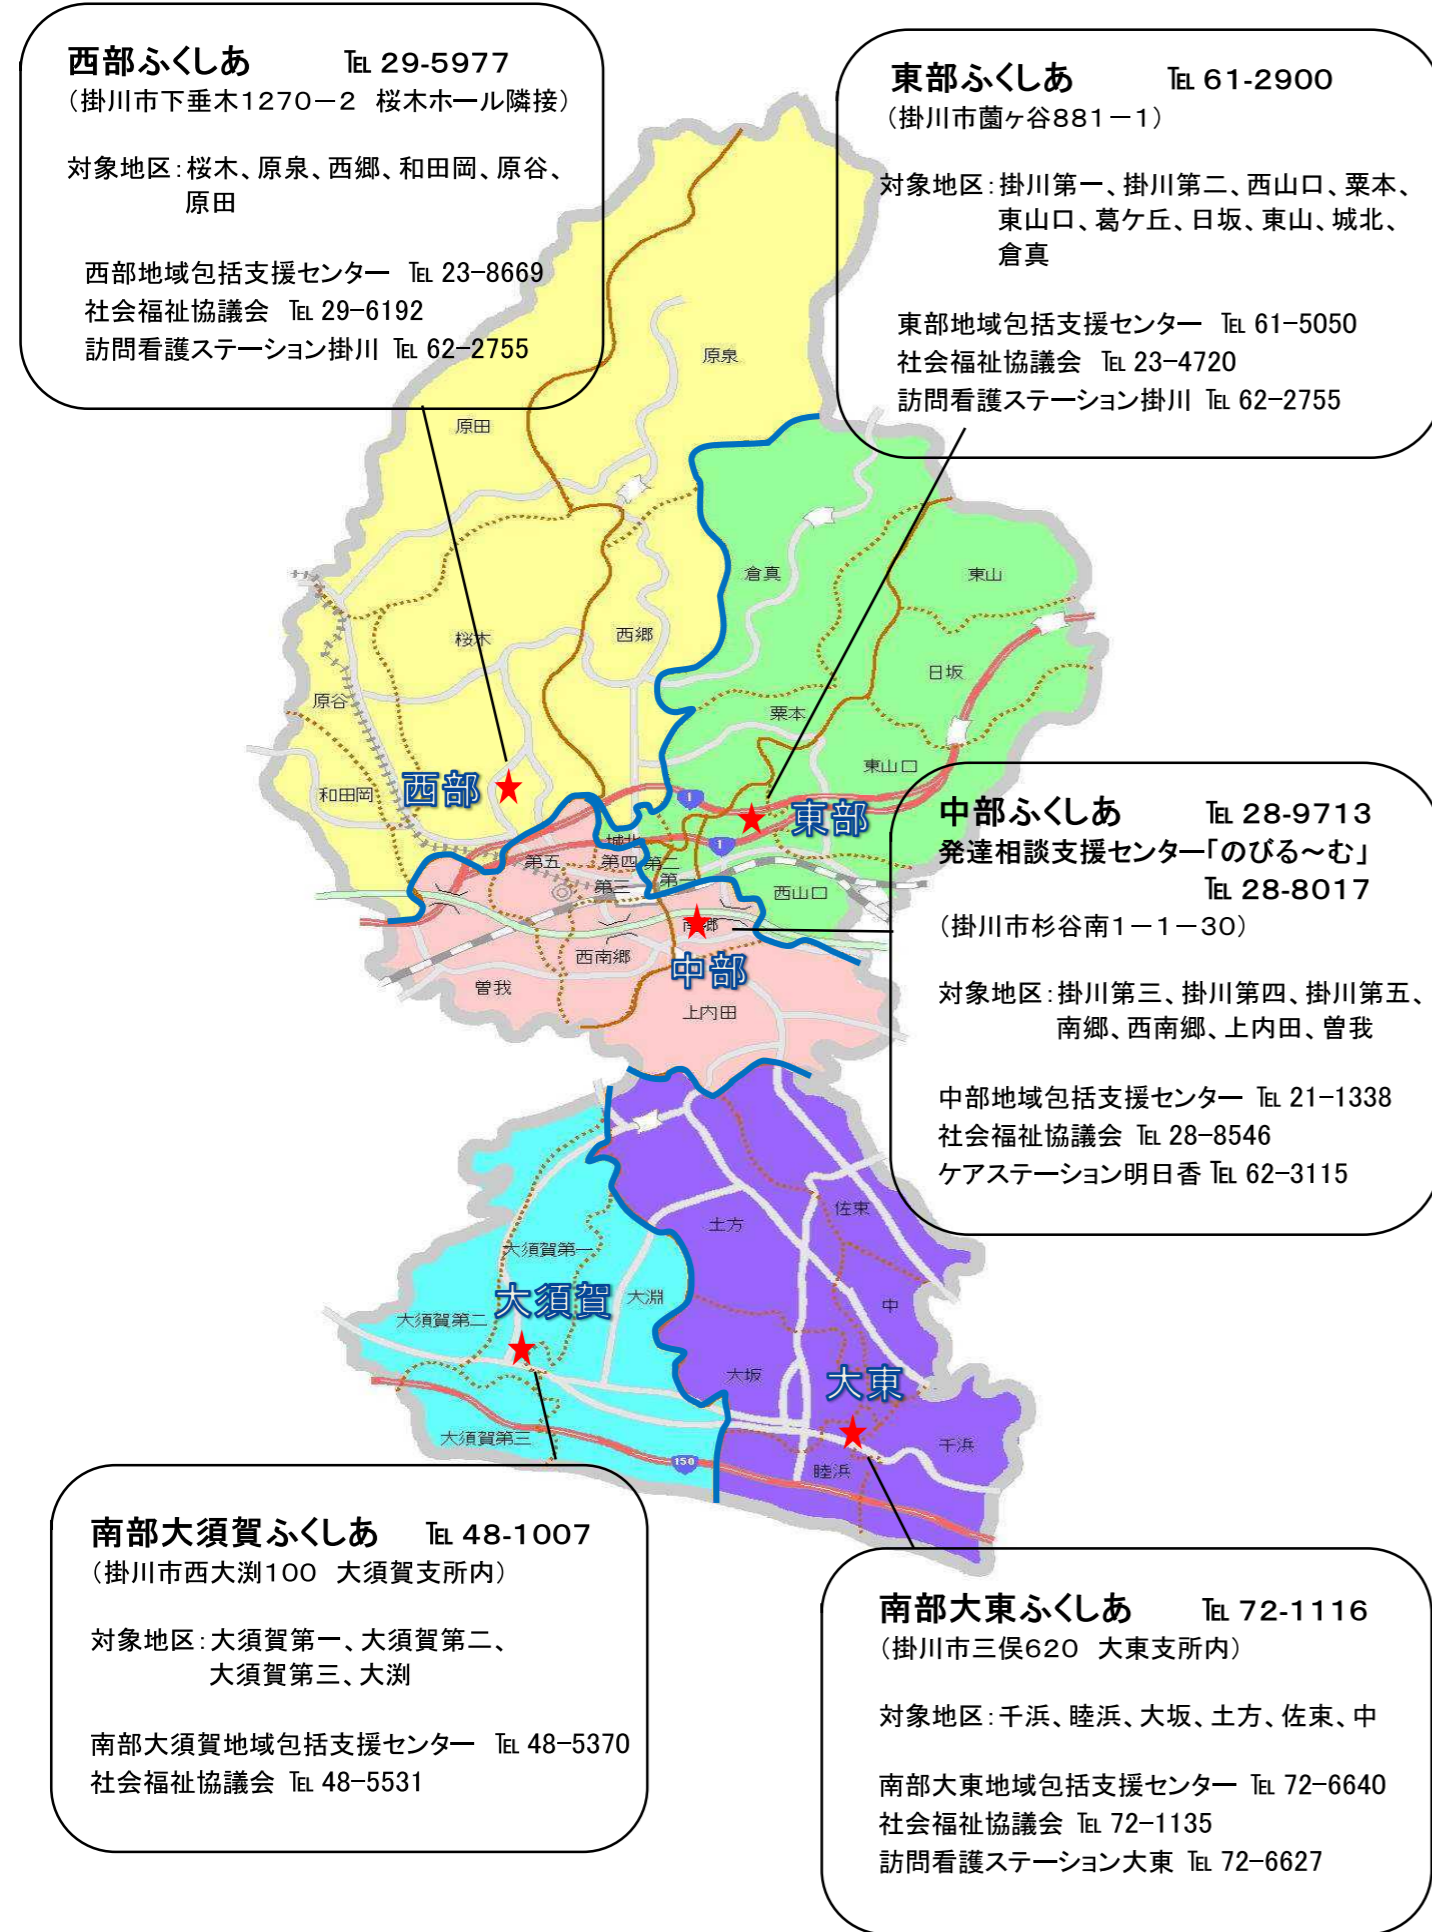 西部ふくしあ ℡ 29-5977
(掛川市下垂木1270－2 桜木ホール隣接)
対象地区:桜木、原泉、西郷、和田岡、原谷、
原田
西部地域包括支援センター ℡ 23-8669
社会福祉協議会 ℡ 29-6192
訪問看護ステーション掛川 ℡ 62-2755
東部ふくしあ ℡ 61-2900
(掛川市薗ヶ谷881－1)
対象地区:掛川第一、掛川第二、西山口、粟本、
東山口、葛ケ丘、日坂、東山、城北、
倉真
東部地域包括支援センター ℡ 61-5050
社会福祉協議会 ℡ 23-4720
訪問看護ステーション掛川 ℡ 62-2755
原泉
原田
倉真
東山
桜木
西郷
日坂
原谷
粟本
東山口
和田岡
西部
1
東部
城北
1
第五
第四
第二
第三
第一
西山口
南郷
西南郷
中部
曽我
上内田
中部ふくしあ ℡ 28-9713
発達相談支援センター「のびる～む」
℡ 28-8017
(掛川市杉谷南1－1－30)
対象地区:掛川第三、掛川第四、掛川第五、
南郷、西南郷、上内田、曽我
中部地域包括支援センター ℡ 21-1338
社会福祉協議会 ℡ 28-8546
ケアステーション明日香 ℡ 62-3115
佐束
土方
大須賀第一
大須賀
大淵
中
大須賀第二
大坂
大東
大須賀第三
千浜
150
睦浜
南部大須賀ふくしあ ℡ 48-1007
(掛川市西大渕100 大須賀支所内)
対象地区:大須賀第一、大須賀第二、
大須賀第三、大渕
南部大須賀地域包括支援センター ℡ 48-5370
社会福祉協議会 ℡ 48-5531
南部大東ふくしあ ℡ 72-1116
(掛川市三俣620 大東支所内)
対象地区:千浜、睦浜、大坂、土方、佐束、中
南部大東地域包括支援センター ℡ 72-6640
社会福祉協議会 ℡ 72-1135
訪問看護ステーション大東 ℡ 72-6627